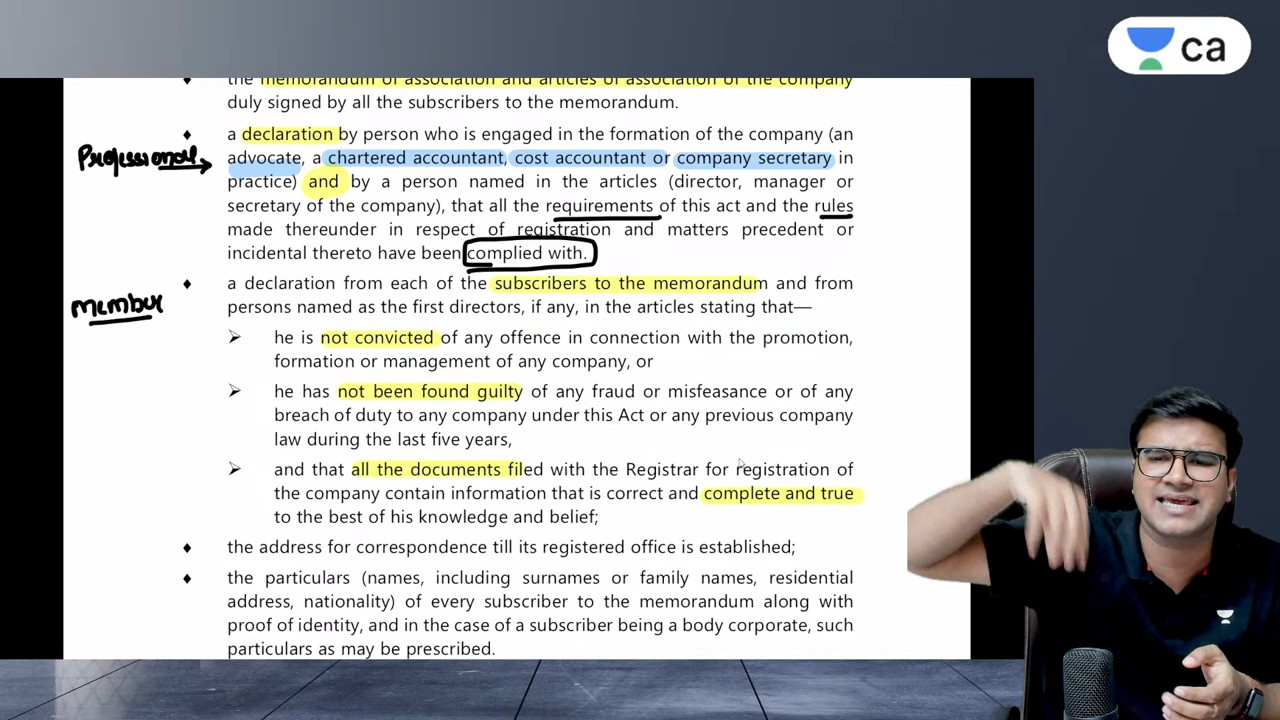 ca
the memorandum of association and articles of association of the company
duly signed by all the subscribers to the memorandum.
Professional
a declaration by person who is engaged in the formation of the company (an
advocate, a chartered accountant, cost accountant or company secretary in
practice) and by a person named in the articles (director, manager or
secretary of the company), that all the requirements of this act and the rules
made thereunder in respect of registration and matters precedent or
incidental thereto have been complied with.
Member
a declaration from each of the subscribers to the memorandum and from
persons named as the first directors, if any, in the articles stating that—
he is not convicted of any offence in connection with the promotion,
formation or management of any company, or
he has not been found guilty of any fraud or misfeasance or of any
breach of duty to any company under this Act or any previous company
law during the last five years,
and that all the documents filed with the Registrar for registration of
the company contain information that is correct and complete and true
to the best of his knowledge and belief;
the address for correspondence till its registered office is established;
the particulars (names, including surnames or family names, residential
address, nationality) of every subscriber to the memorandum along with
proof of identity, and in the case of a subscriber being a body corporate, such
particulars as may be prescribed.